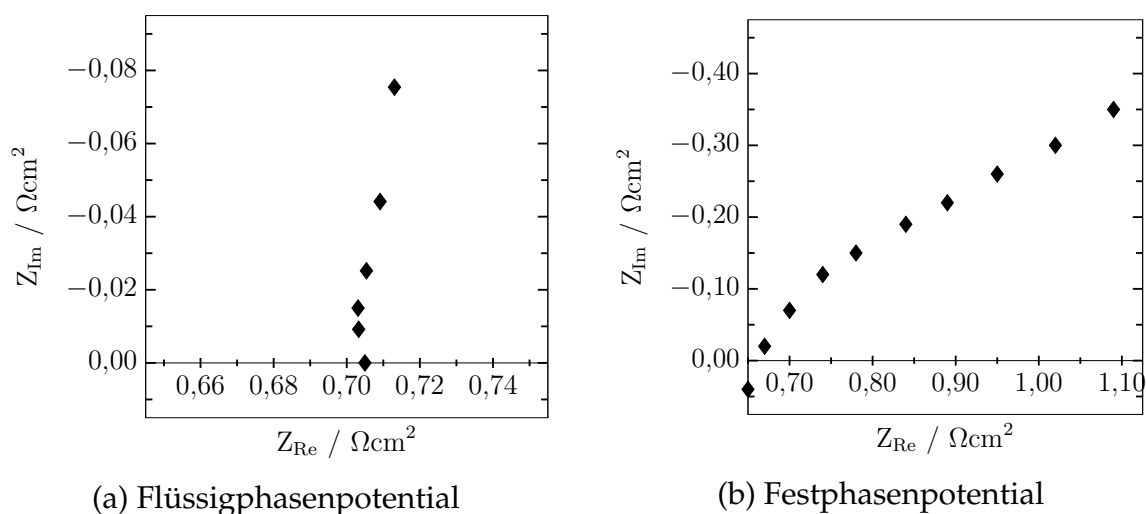 −0,08
−0,06
−0,04
−0,02
0,00
0,66 0,68 0,70 0,72 0,74
Z_Im / Ωcm²
Z_Re / Ωcm²
(a) Flüssigphasenpotential
−0,40
−0,30
−0,20
−0,10
0,00
0,70 0,80 0,90 1,00 1,10
Z_Im / Ωcm²
Z_Re / Ωcm²
(b) Festphasenpotential